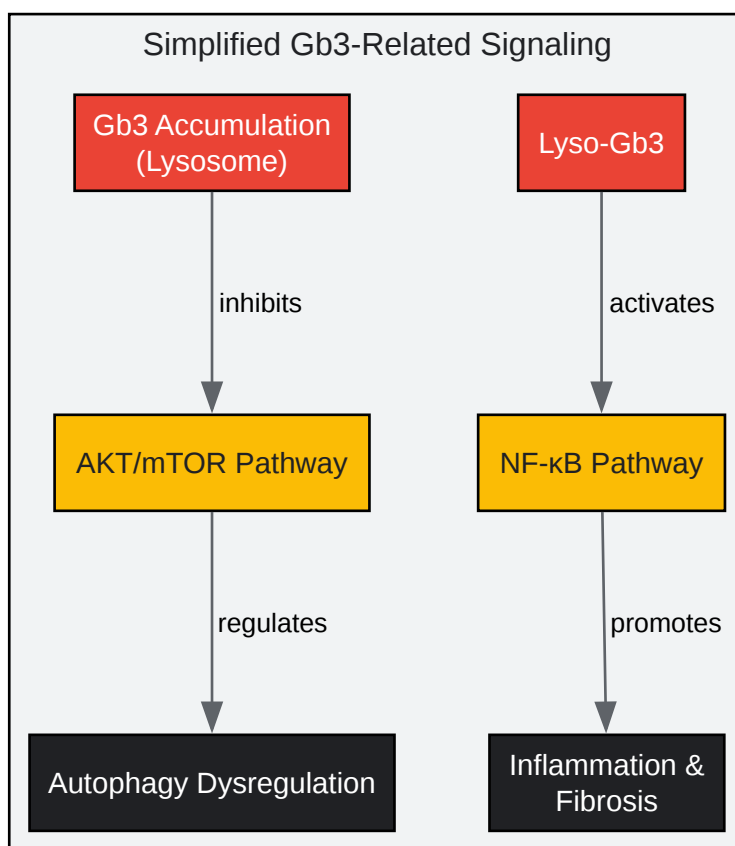 Simplified Gb3-Related Signaling
Gb3 Accumulation
(Lysosome)
Lyso-Gb3
inhibits
activates
AKT/mTOR Pathway
NF-κB Pathway
regulates
promotes
Autophagy Dysregulation
Inflammation &
Fibrosis